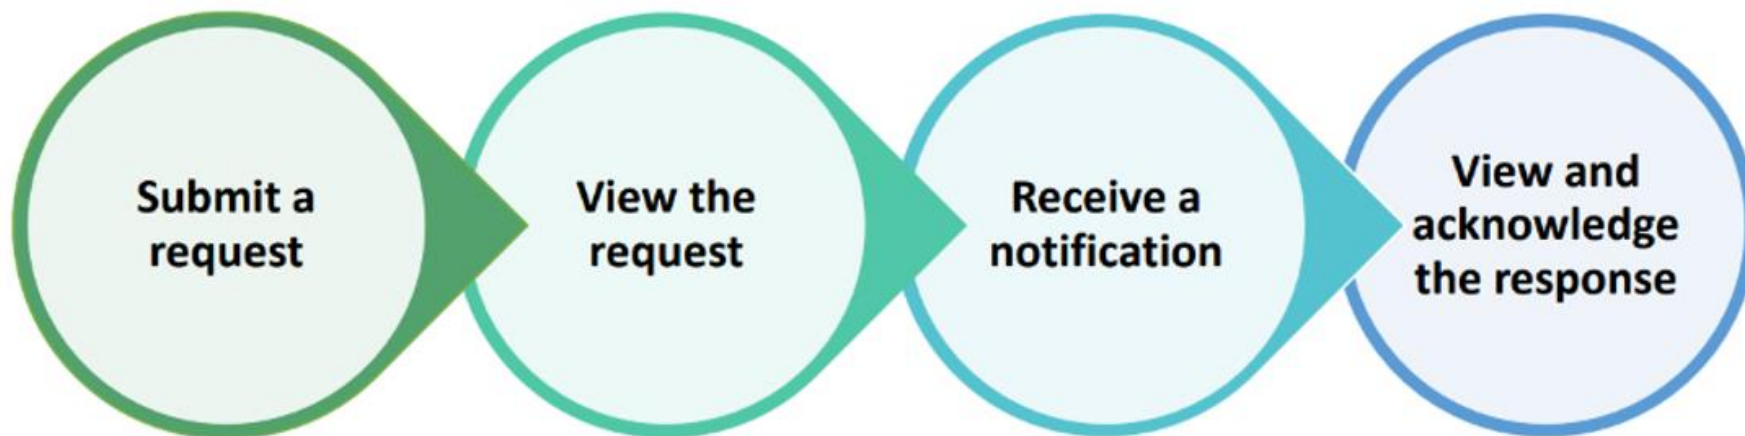 Submit a
request
View the
request
Receive a
notification
View and
acknowledge
the response